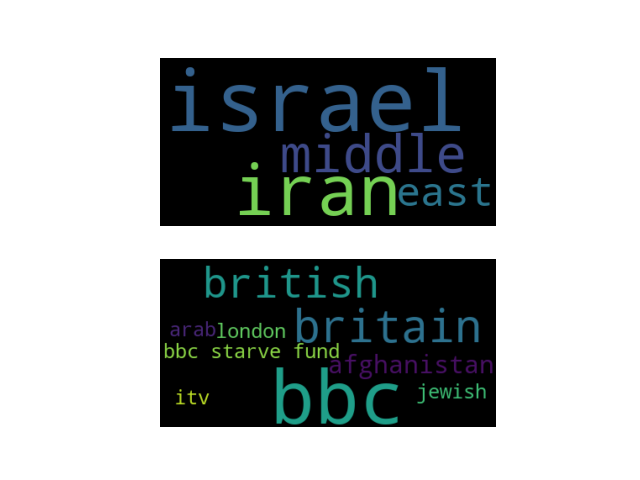 israel
middle
iran east
british
arab london britain
bbc starve fund
afghanistan
bbc jewish
itv